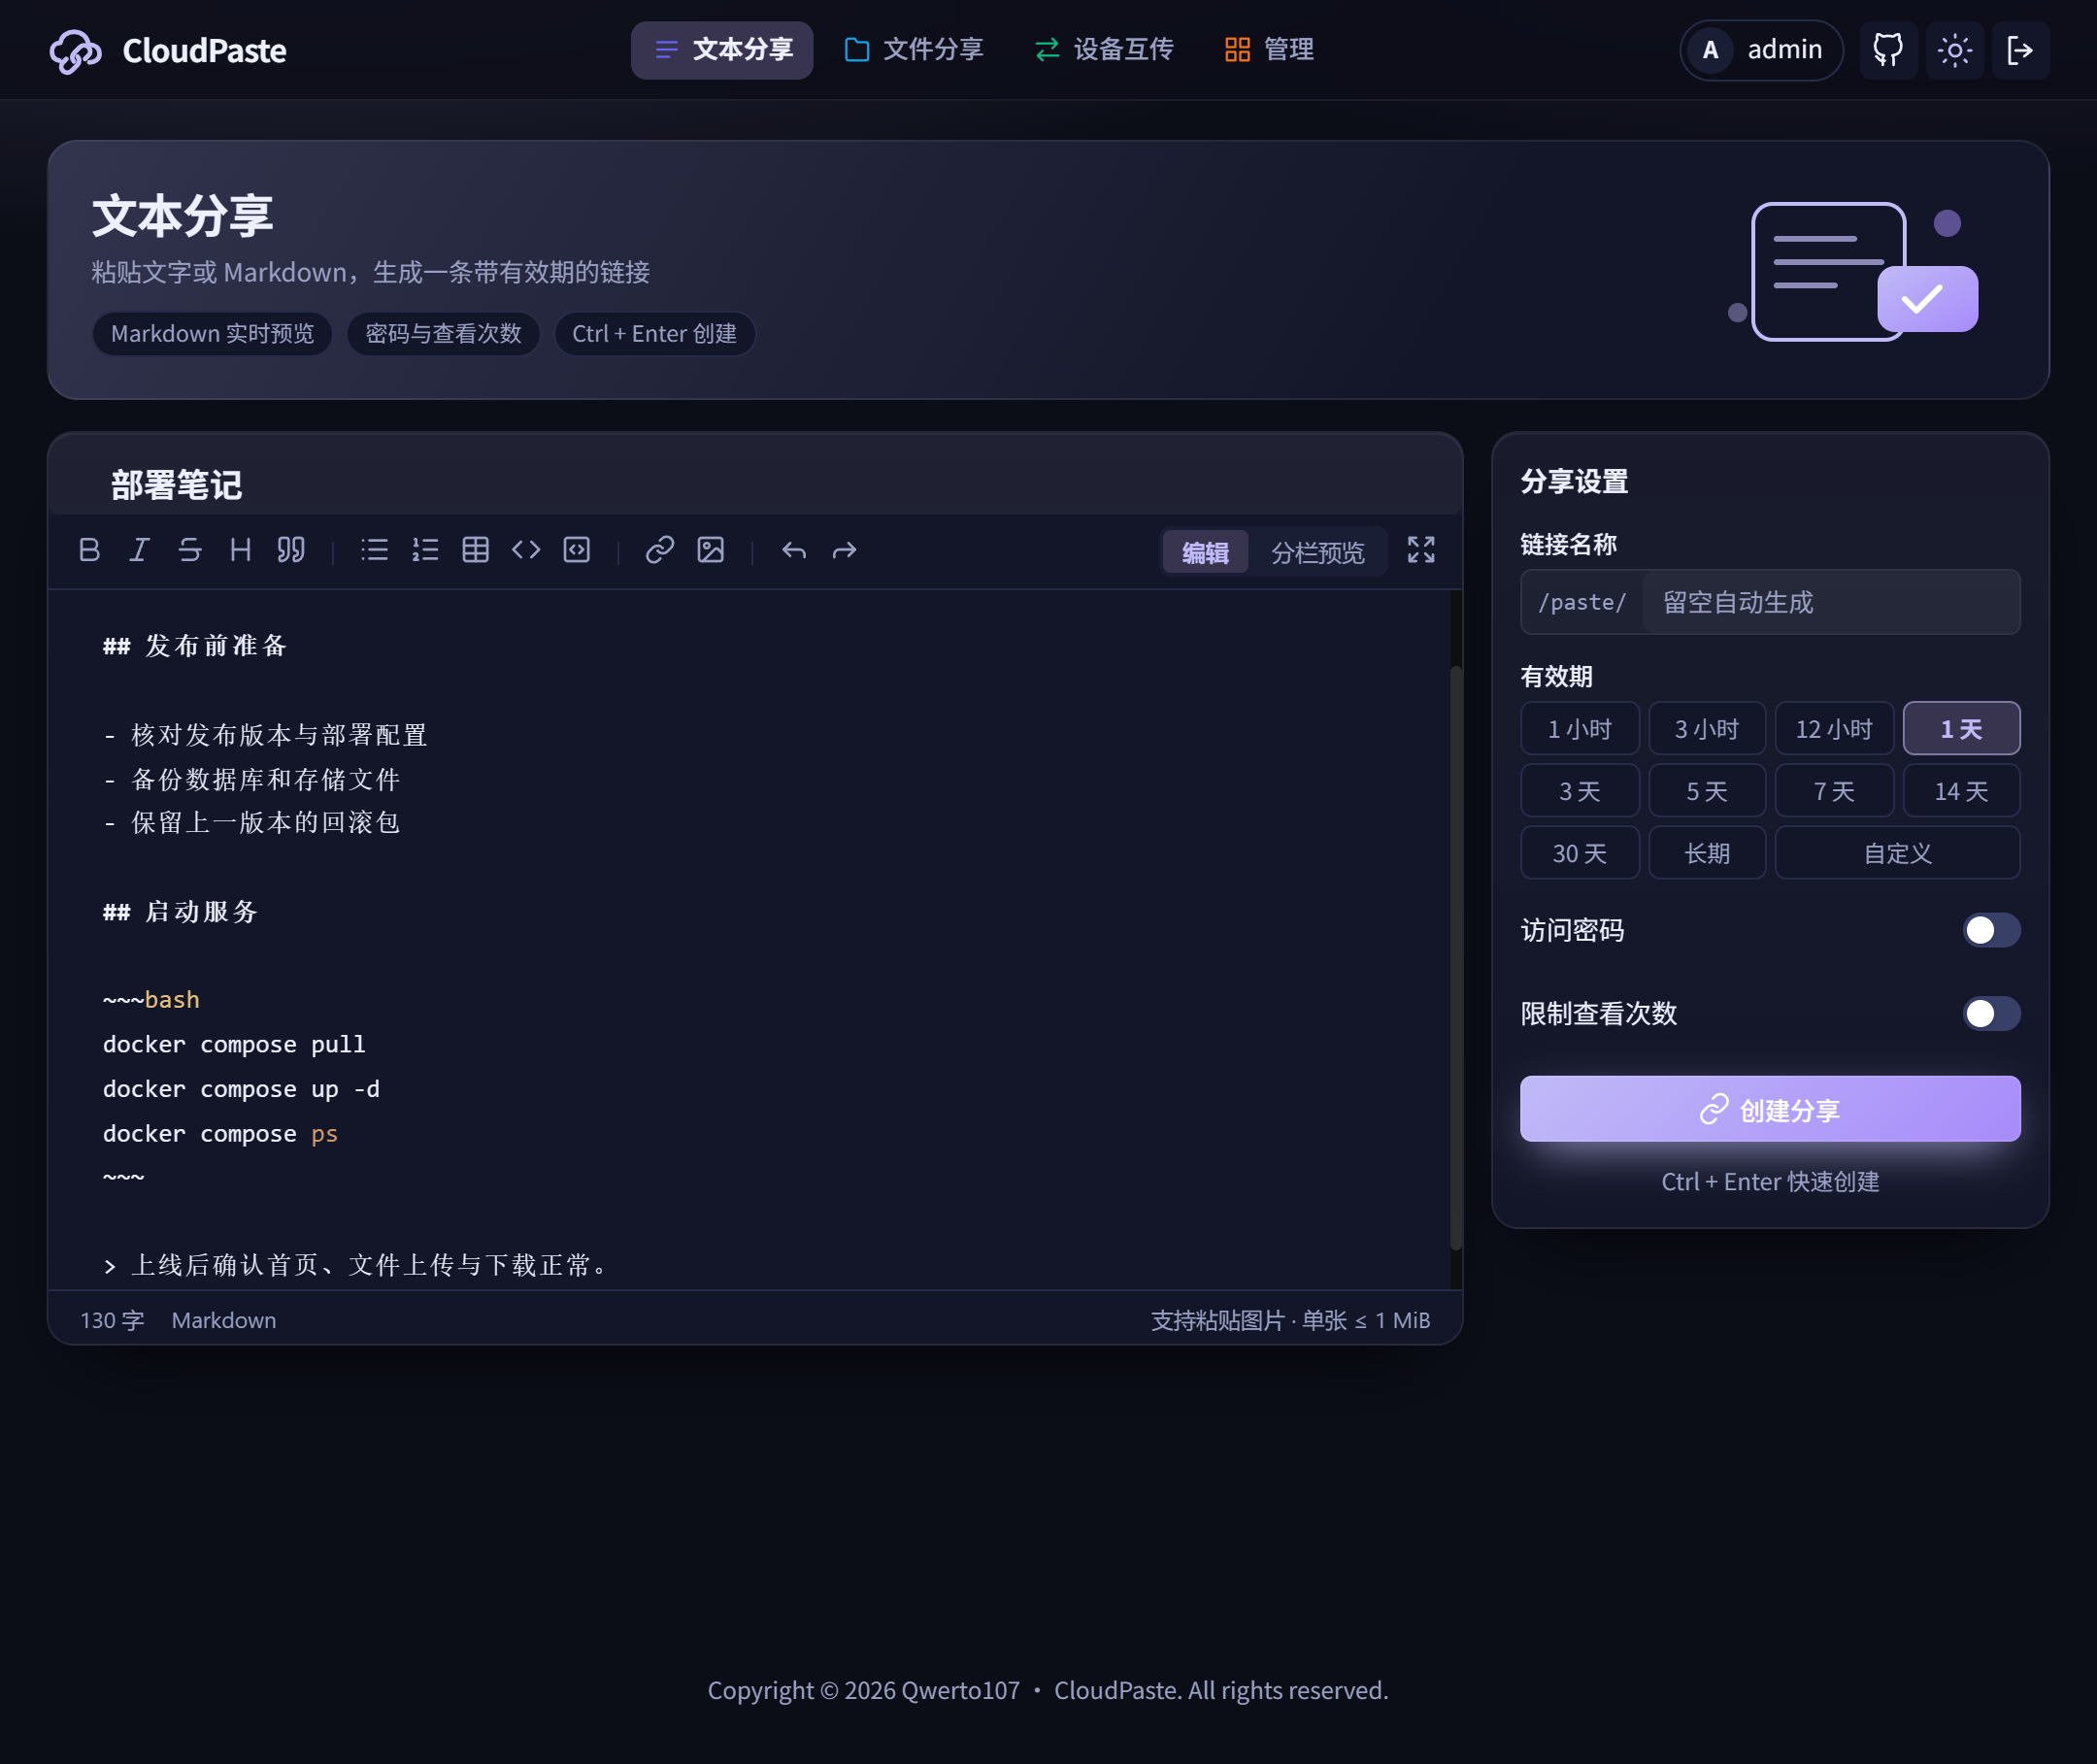 CloudPaste
文本分享
文件分享
设备互传
管理
A admin
文本分享
粘贴文字或 Markdown，生成一条带有效期的链接
Markdown 实时预览
密码与查看次数
Ctrl + Enter 创建
部署笔记
编辑
分栏预览
## 发布前准备
- 核对发布版本与部署配置
- 备份数据库和存储文件
- 保留上一版本的回滚包
## 启动服务
~~~bash
docker compose pull
docker compose up -d
docker compose ps
~~~
> 上线后确认首页、文件上传与下载正常。
130 字 Markdown
支持粘贴图片 · 单张 ≤ 1 MiB
分享设置
链接名称
/paste/ 留空自动生成
有效期
1 小时 3 小时 12 小时 1 天
3 天 5 天 7 天 14 天
30 天 长期 自定义
访问密码
限制查看次数
创建分享
Ctrl + Enter 快速创建
Copyright © 2026 Qwerto107 • CloudPaste. All rights reserved.